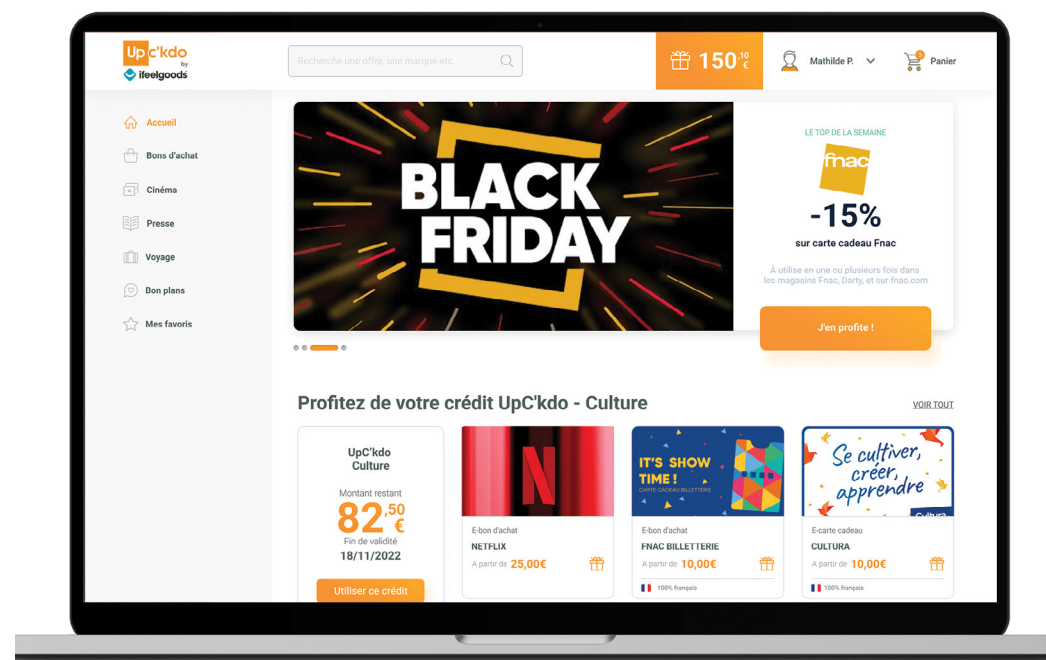 Up c'kdo
by
ifeelgoods
Recherche une offre, une marque etc.
150,10 €
Mathilde P.
Panier
Accueil
Bons d'achat
Cinéma
Presse
Voyage
Bon plans
Mes favoris
BLACK
FRIDAY
LE TOP DE LA SEMAINE
fnac
-15%
sur carte cadeau Fnac
À utilise en une ou plusieurs fois dans
les magasins Fnac, Darty, et sur fnac.com
J'en profite !
Profitez de votre crédit UpC'kdo - Culture
VOIR TOUT
UpC'kdo
Culture
Montant restant
82,50 €
Fin de validité
18/11/2022
Utiliser ce crédit
N
E-bon d'achat
NETFLIX
A partir de 25,00€
IT'S SHOW
TIME !
CARTE CADEAU BILLETTERIE
E-bon d'achat
FNAC BILLETTERIE
A partir de 10,00€
100% français
Se cultiver,
créer,
apprendre
Cultura
E-carte cadeau
CULTURA
A partir de 10,00€
100% français